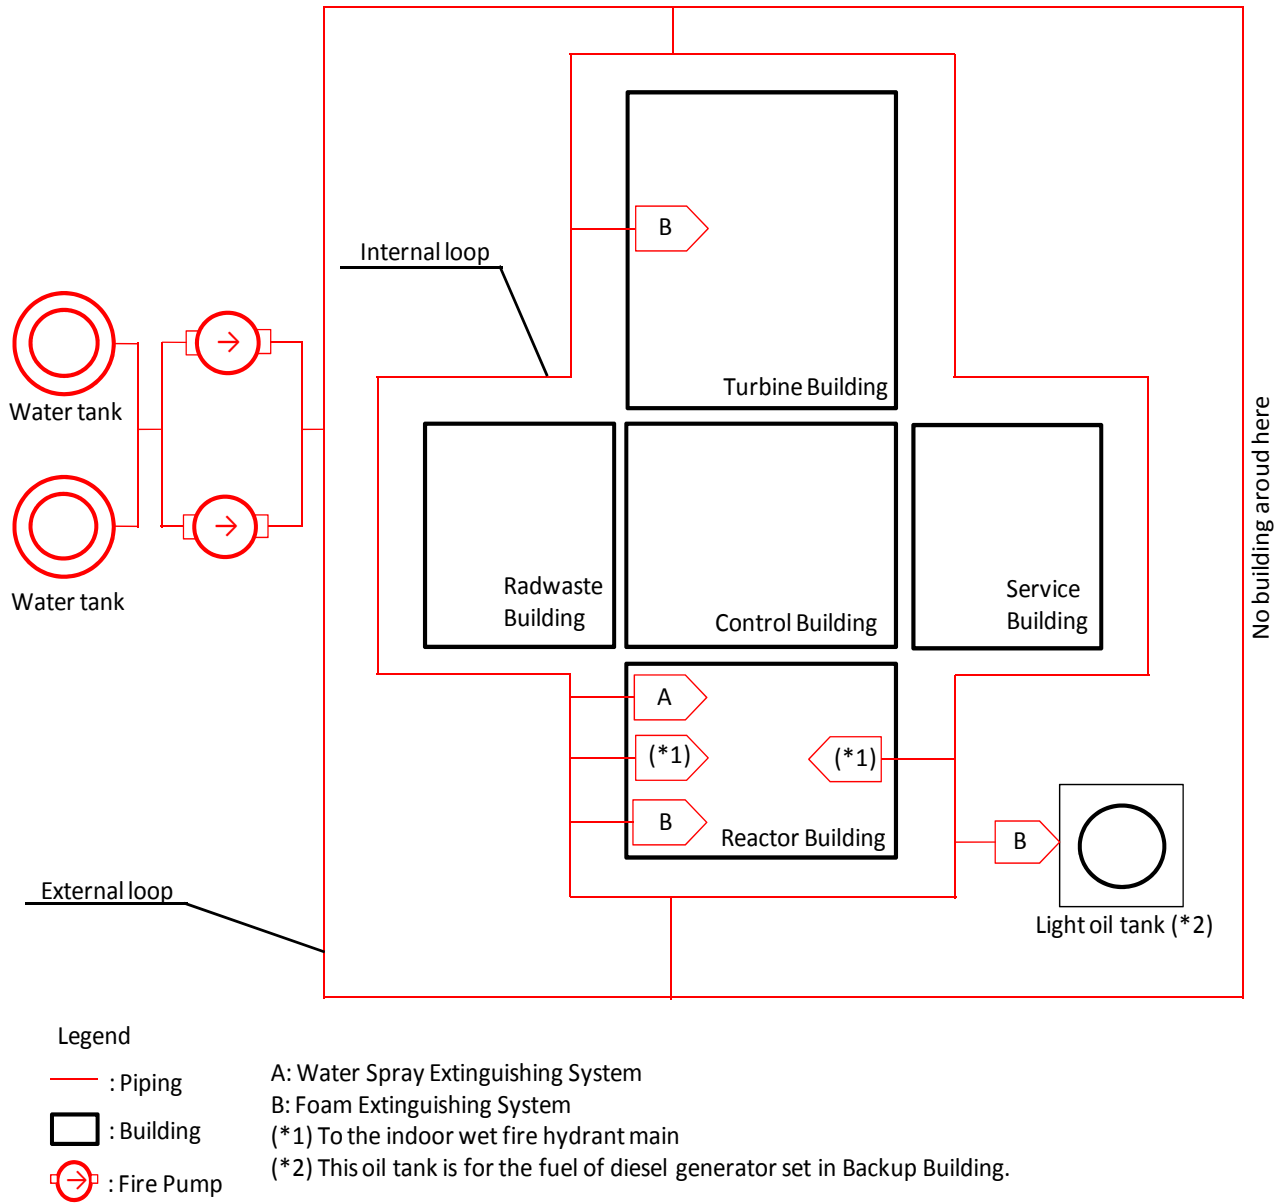 B
Internal loop
Turbine Building
Water tank
Water tank
Radwaste
Building
Control Building
Service
Building
No building aroud here
A
(*1)
(*1)
B
Reactor Building
B
Light oil tank (*2)
External loop
Legend
: Piping
: Building
: Fire Pump
A: Water Spray Extinguishing System
B: Foam Extinguishing System
(*1) To the indoor wet fire hydrant main
(*2) This oil tank is for the fuel of diesel generator set in Backup Building.